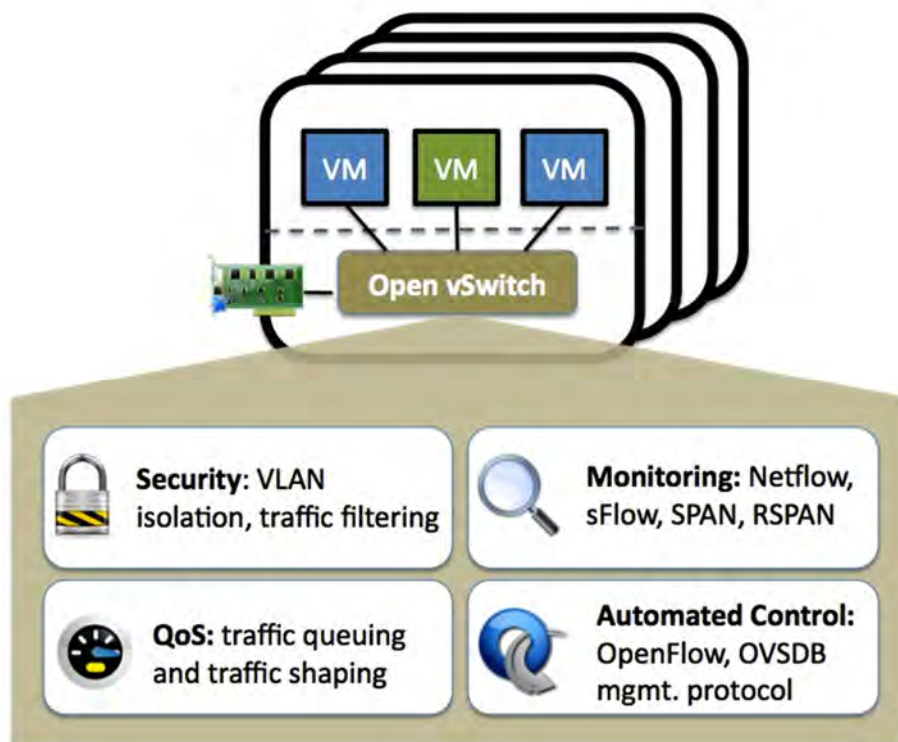 VM VM VM
Open vSwitch
Security: VLAN
isolation, traffic filtering
Monitoring: Netflow,
sFlow, SPAN, RSPAN
QoS: traffic queuing
and traffic shaping
Automated Control:
OpenFlow, OVSDB
mgmt. protocol